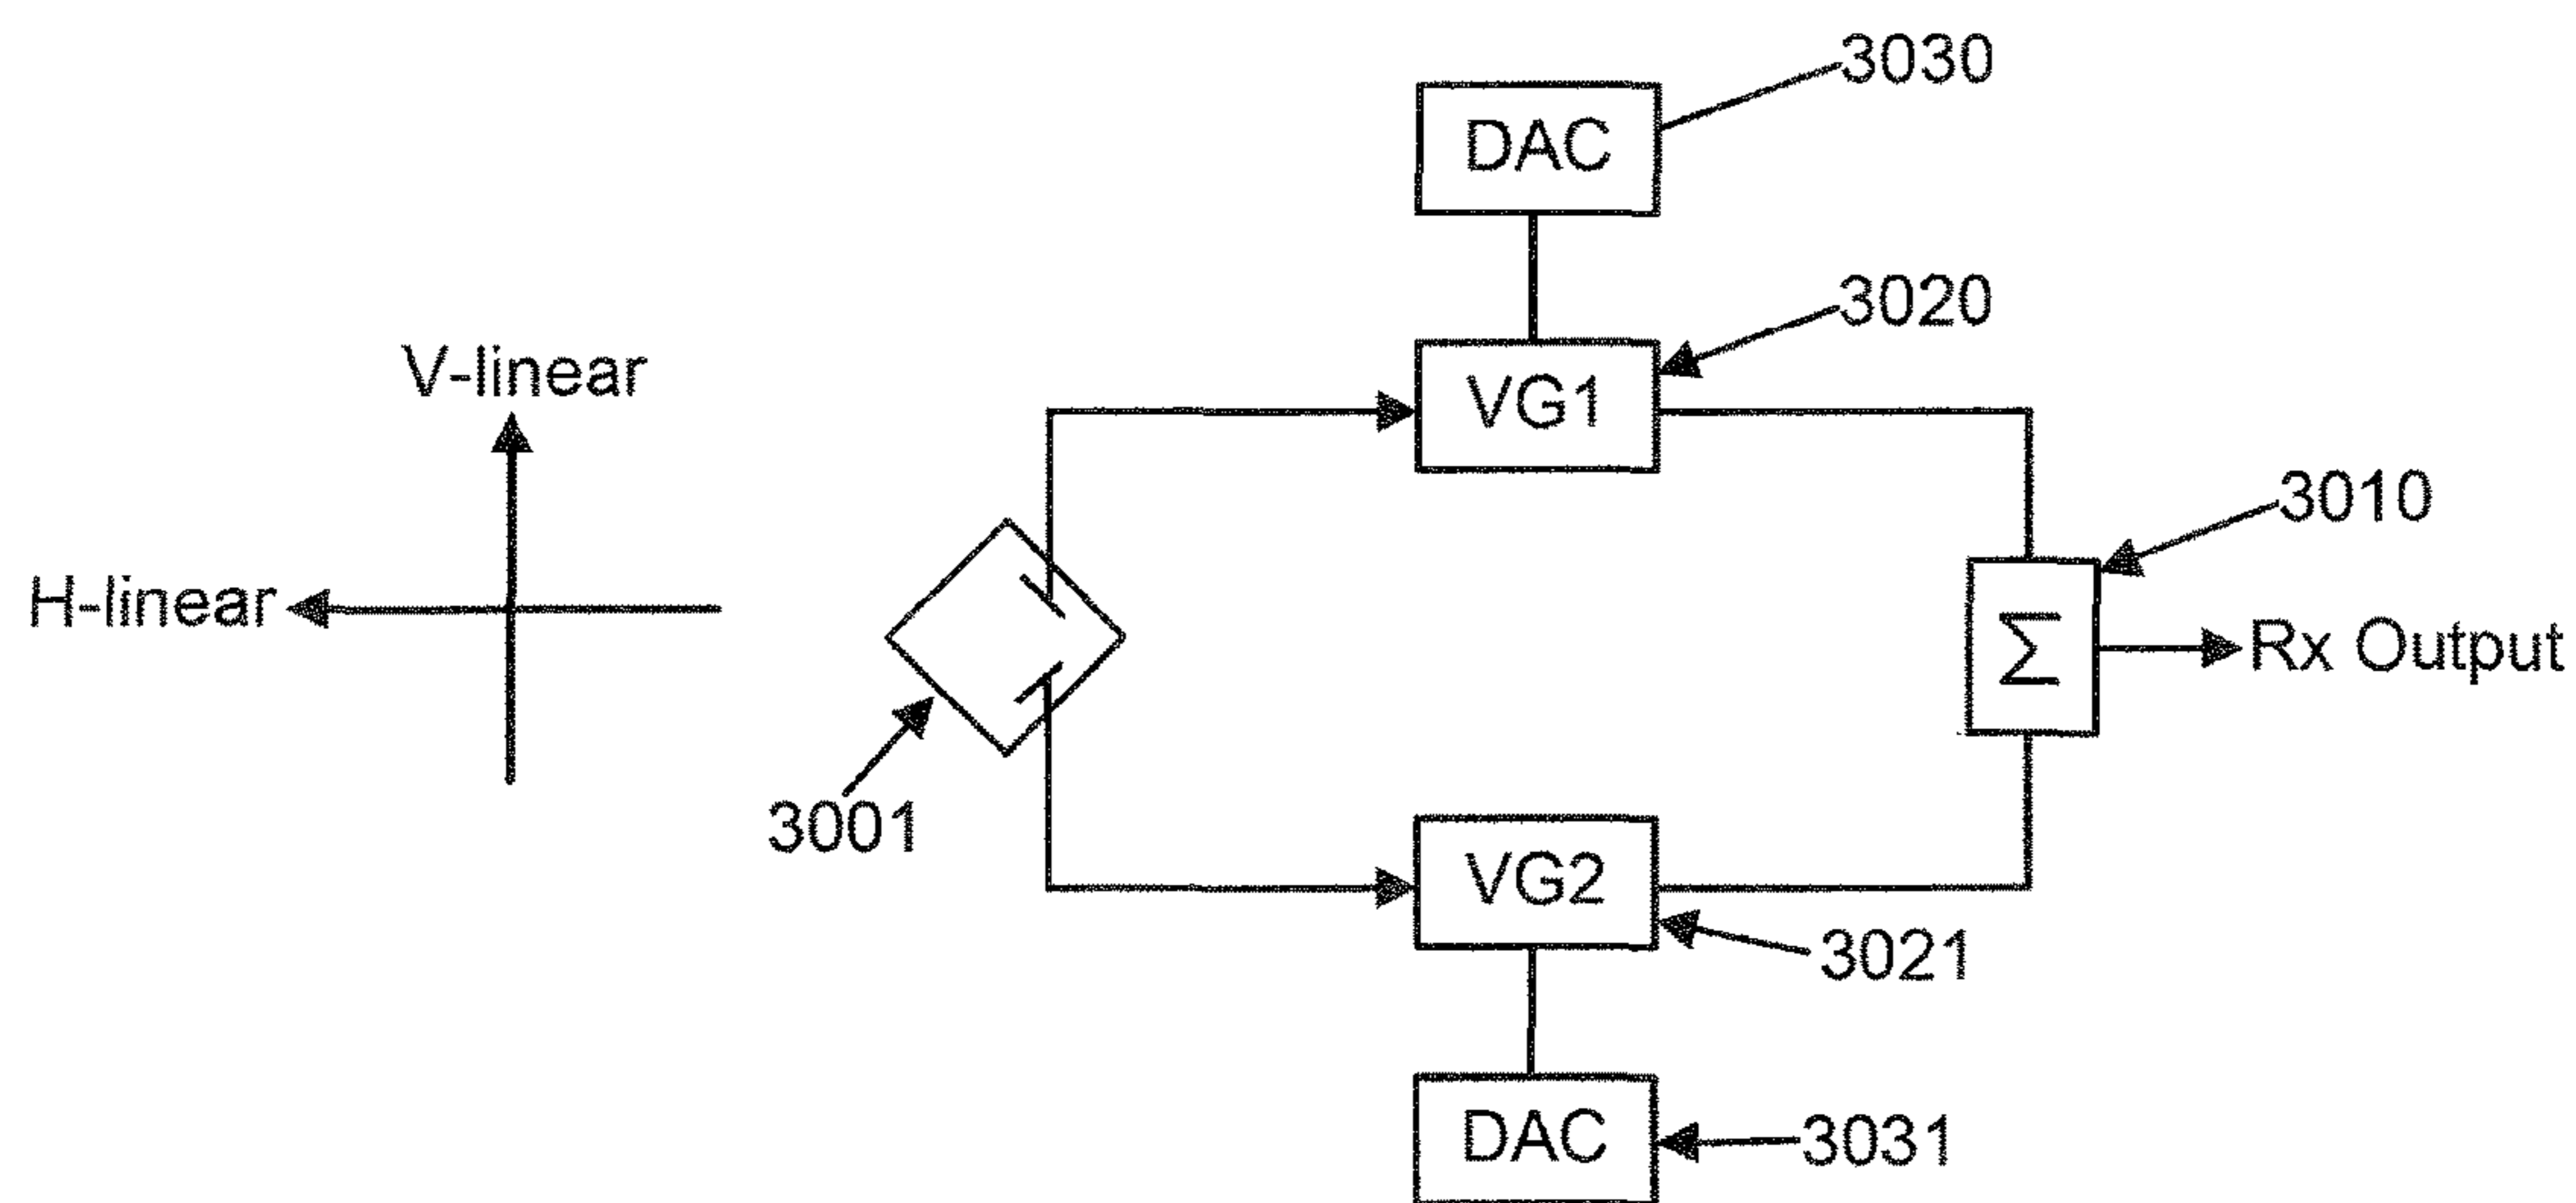 3030
DAC
3020
V-linear
VG1
3010
H-linear
Σ
Rx Output
3001
VG2
3021
DAC
3031